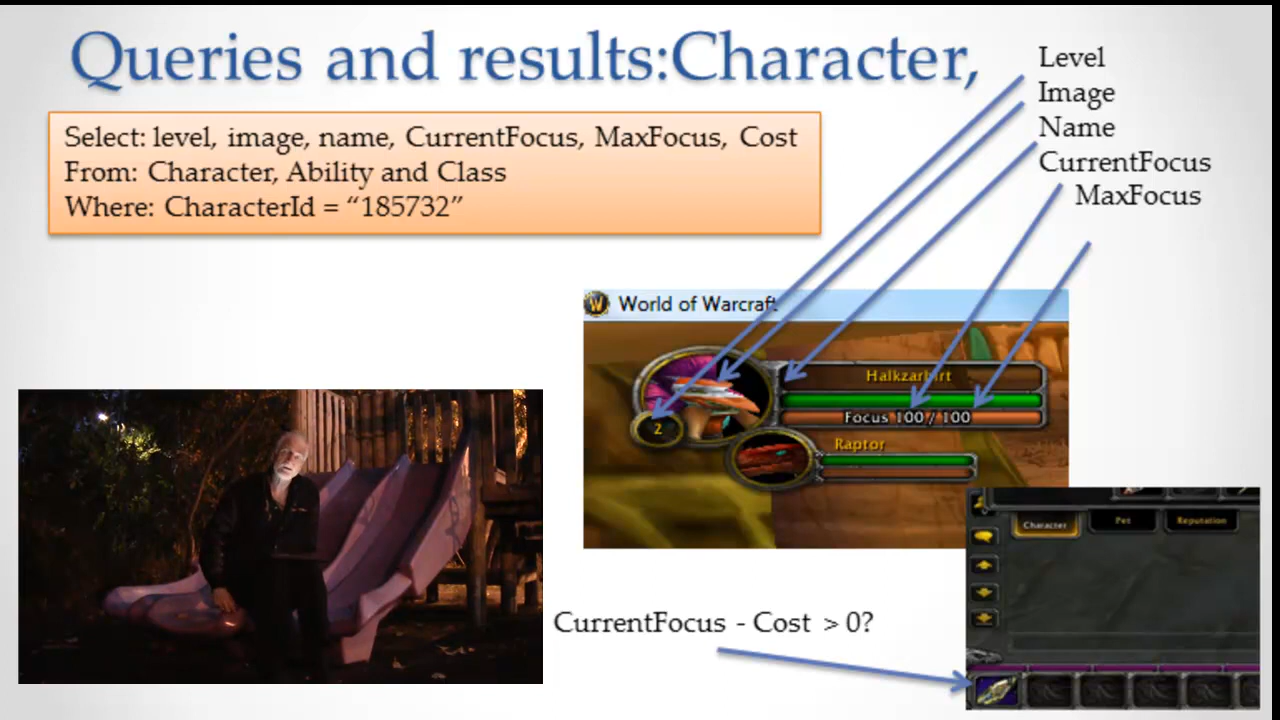 Queries and results:Character,
Level
Image
Name
CurrentFocus
MaxFocus
Select: level, image, name, CurrentFocus, MaxFocus, Cost
From: Character, Ability and Class
Where: CharacterId = “185732”
World of Warcraft
Halkzarbirt
2
Focus 100 / 100
Raptor
Character
Pet
Reputation
CurrentFocus - Cost > 0?